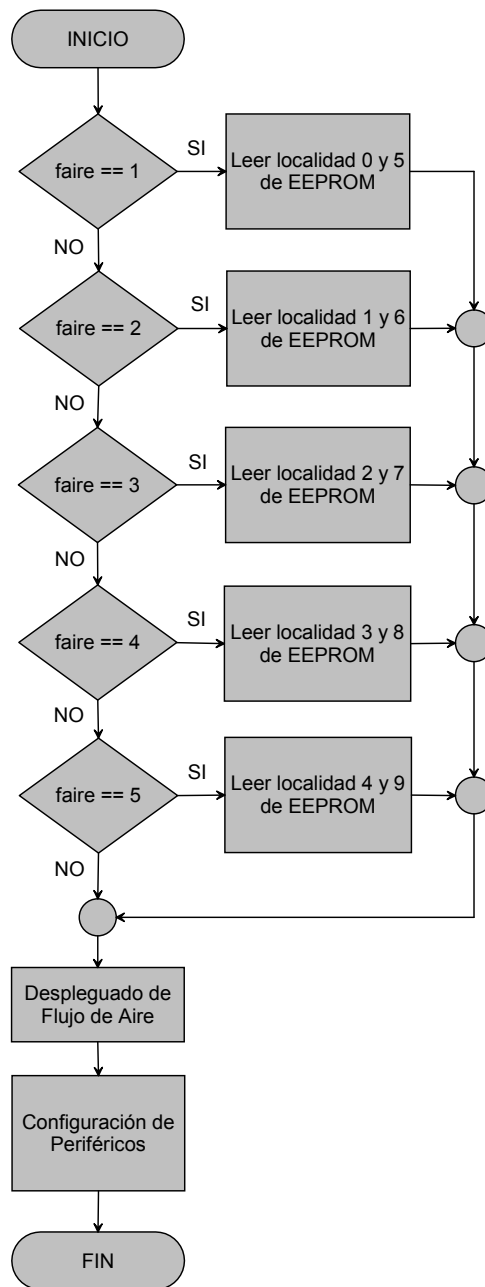 INICIO
faire == 1
SI
Leer localidad 0 y 5
de EEPROM
NO
faire == 2
SI
Leer localidad 1 y 6
de EEPROM
NO
faire == 3
SI
Leer localidad 2 y 7
de EEPROM
NO
faire == 4
SI
Leer localidad 3 y 8
de EEPROM
NO
faire == 5
SI
Leer localidad 4 y 9
de EEPROM
NO
Despleguado de
Flujo de Aire
Configuración de
Periféricos
FIN